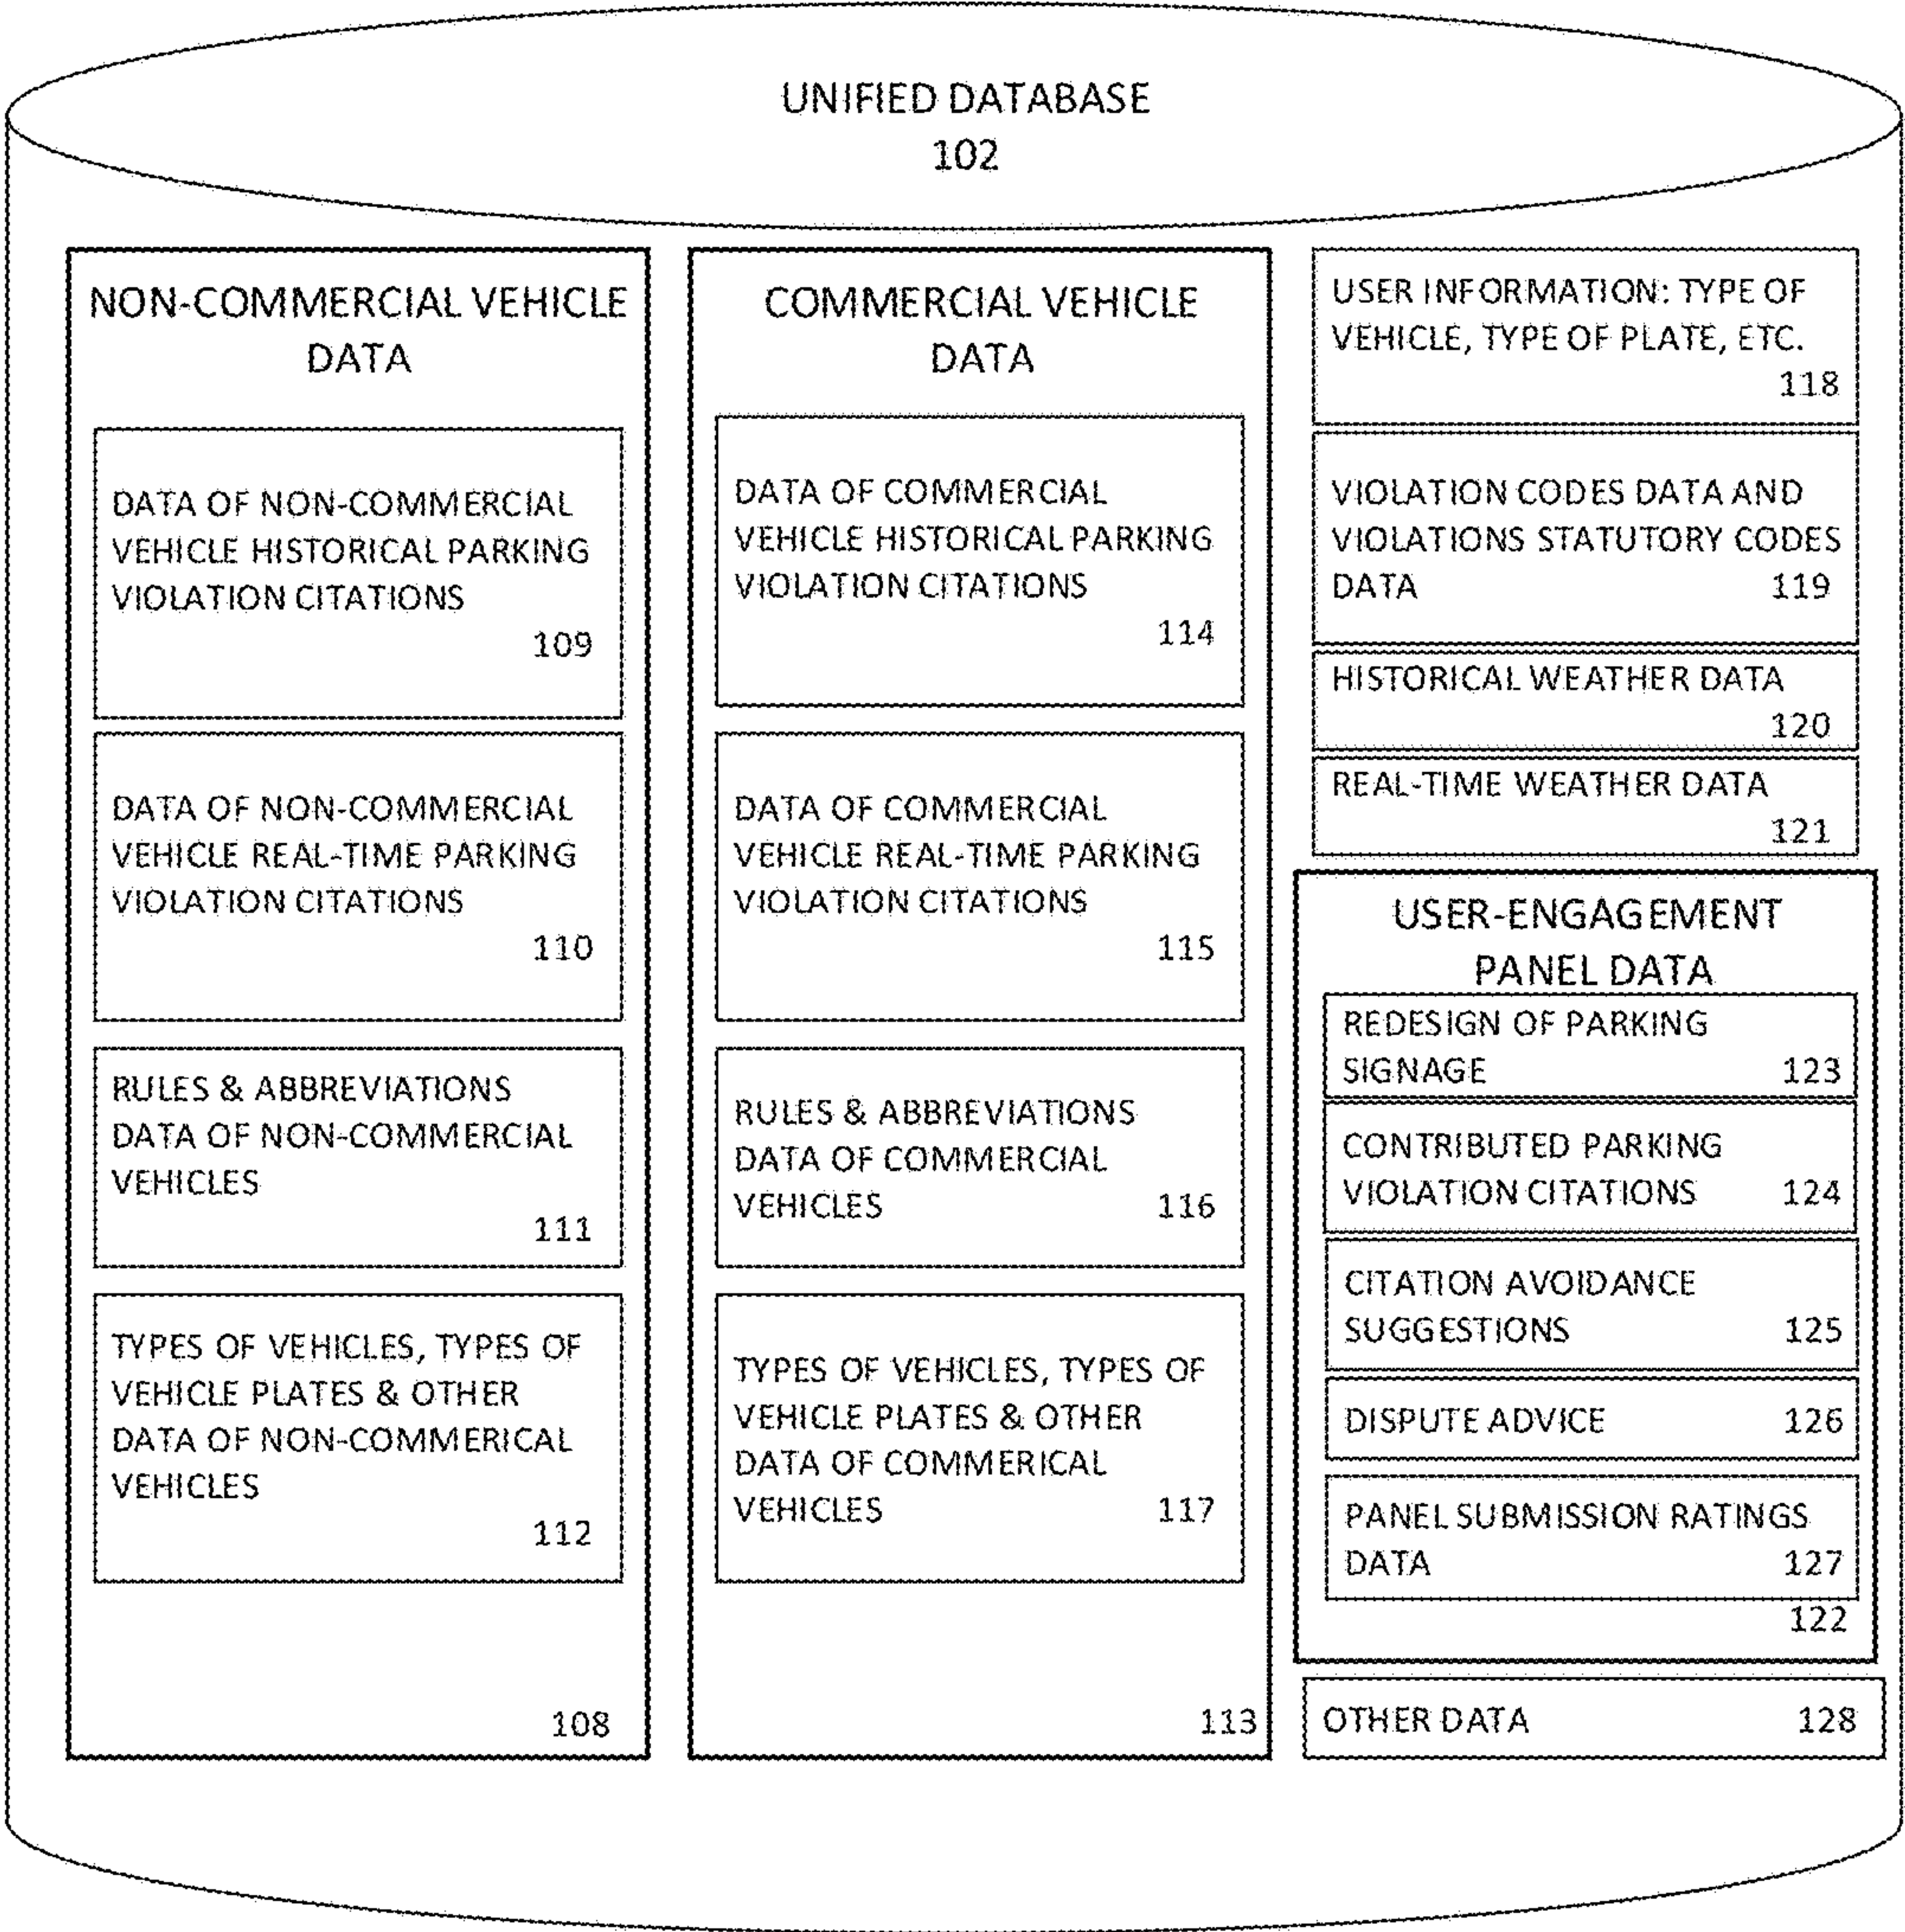 UNIFIED DATABASE
102
NON-COMMERCIAL VEHICLE
DATA
DATA OF NON-COMMERCIAL
VEHICLE HISTORICAL PARKING
VIOLATION CITATIONS
109
DATA OF NON-COMMERCIAL
VEHICLE REAL-TIME PARKING
VIOLATION CITATIONS
110
RULES & ABBREVIATIONS
DATA OF NON-COMMERCIAL
VEHICLES
111
TYPES OF VEHICLES, TYPES OF
VEHICLE PLATES & OTHER
DATA OF NON-COMMERICAL
VEHICLES
112
108
COMMERCIAL VEHICLE
DATA
DATA OF COMMERCIAL
VEHICLE HISTORICAL PARKING
VIOLATION CITATIONS
114
DATA OF COMMERCIAL
VEHICLE REAL-TIME PARKING
VIOLATION CITATIONS
115
RULES & ABBREVIATIONS
DATA OF COMMERCIAL
VEHICLES 116
TYPES OF VEHICLES, TYPES OF
VEHICLE PLATES & OTHER
DATA OF COMMERICAL
VEHICLES 117
113
USER INFORMATION: TYPE OF
VEHICLE, TYPE OF PLATE, ETC.
118
VIOLATION CODES DATA AND
VIOLATIONS STATUTORY CODES
DATA 119
HISTORICAL WEATHER DATA
120
REAL-TIME WEATHER DATA
121
USER-ENGAGEMENT
PANEL DATA
REDESIGN OF PARKING
SIGNAGE 123
CONTRIBUTED PARKING
VIOLATION CITATIONS 124
CITATION AVOIDANCE
SUGGESTIONS 125
DISPUTE ADVICE 126
PANEL SUBMISSION RATINGS
DATA 127
122
OTHER DATA 128